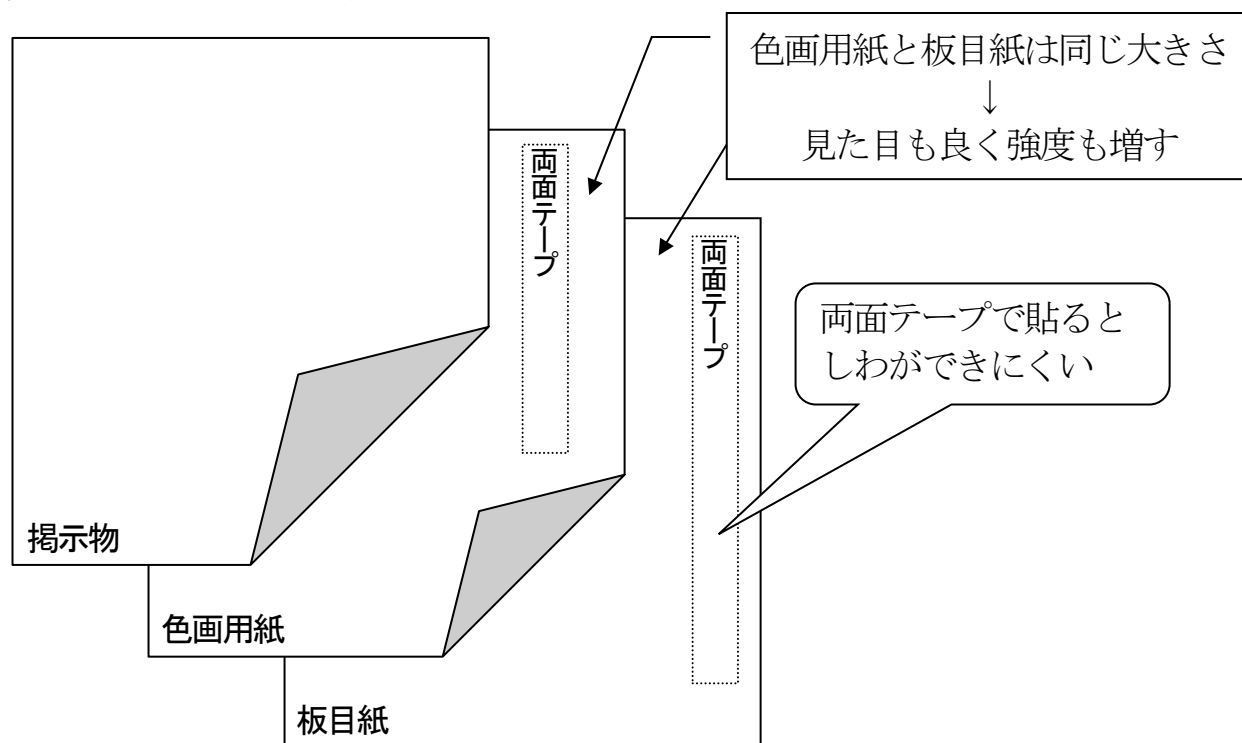 色画用紙と板目紙は同じ大きさ
↓
見た目も良く強度も増す
両面テープ
両面テープ
両面テープで貼ると
しわができにくい
掲示物
色画用紙
板目紙